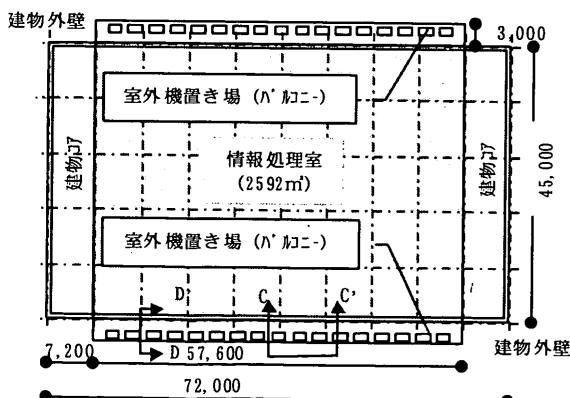 建物外壁
3,000
室外機置き場 (ﾊﾞﾙｺﾆｰ)
建物ｺｱ
情報処理室
(2592㎡)
建物ｺｱ
45,000
室外機置き場 (ﾊﾞﾙｺﾆｰ)
D
C
C'
7,200
D
57,600
建物外壁
72,000